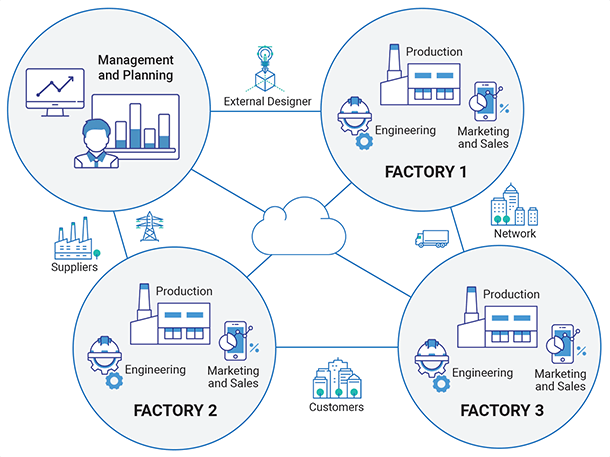 Management
and Planning
External Designer
Production
Engineering
Marketing
and Sales
FACTORY 1
Suppliers
Network
Production
Engineering
Marketing
and Sales
FACTORY 2
Customers
Production
Engineering
Marketing
and Sales
FACTORY 3